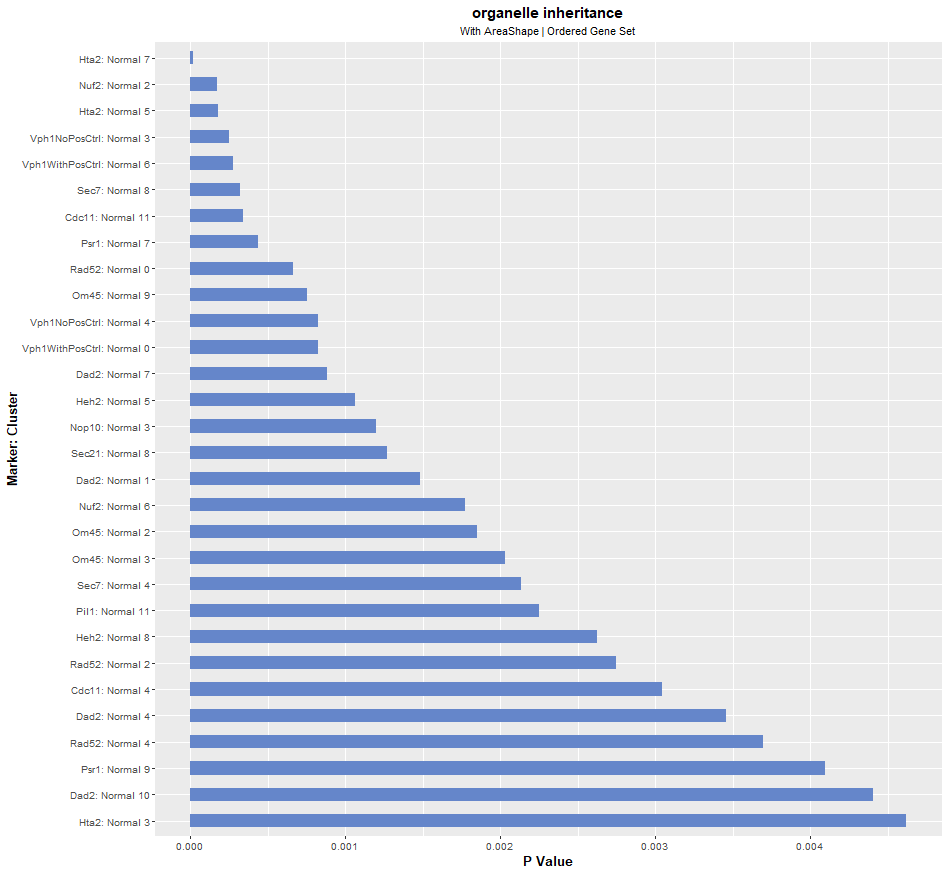 organelle inheritance
With AreaShape | Ordered Gene Set
Marker: Cluster
Hta2: Normal 7
Nuf2: Normal 2
Hta2: Normal 5
Vph1NoPosCtrl: Normal 3
Vph1WithPosCtrl: Normal 6
Sec7: Normal 8
Cdc11: Normal 11
Psr1: Normal 7
Rad52: Normal 0
Om45: Normal 9
Vph1NoPosCtrl: Normal 4
Vph1WithPosCtrl: Normal 0
Dad2: Normal 7
Heh2: Normal 5
Nop10: Normal 3
Sec21: Normal 8
Dad2: Normal 1
Nuf2: Normal 6
Om45: Normal 2
Om45: Normal 3
Sec7: Normal 4
Pil1: Normal 11
Heh2: Normal 8
Rad52: Normal 2
Cdc11: Normal 4
Dad2: Normal 4
Rad52: Normal 4
Psr1: Normal 9
Dad2: Normal 10
Hta2: Normal 3
0.000 0.001 0.002 0.003 0.004
P Value